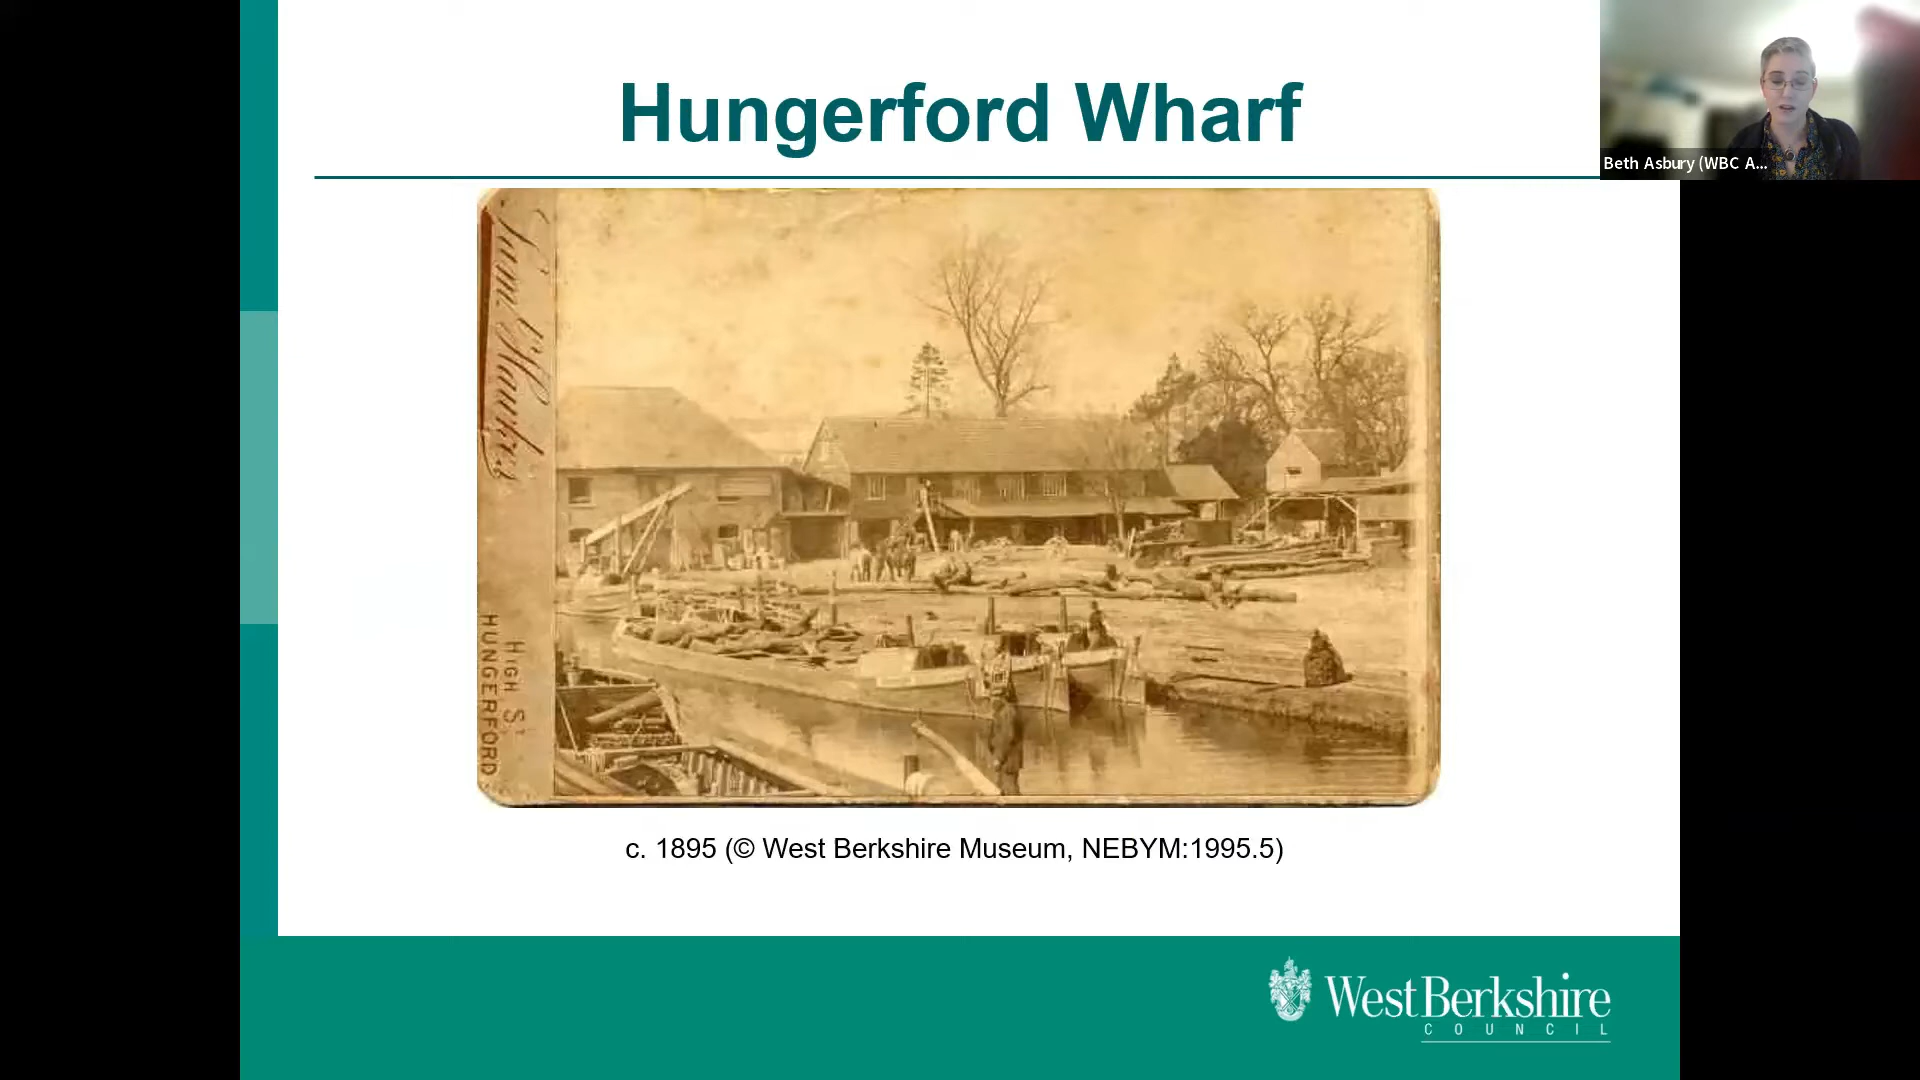 Hungerford Wharf
Beth Asbury (WBC A...
HIGH ST
HUNGERFORD
c. 1895 (© West Berkshire Museum, NEBYM:1995.5)
West Berkshire
COUNCIL